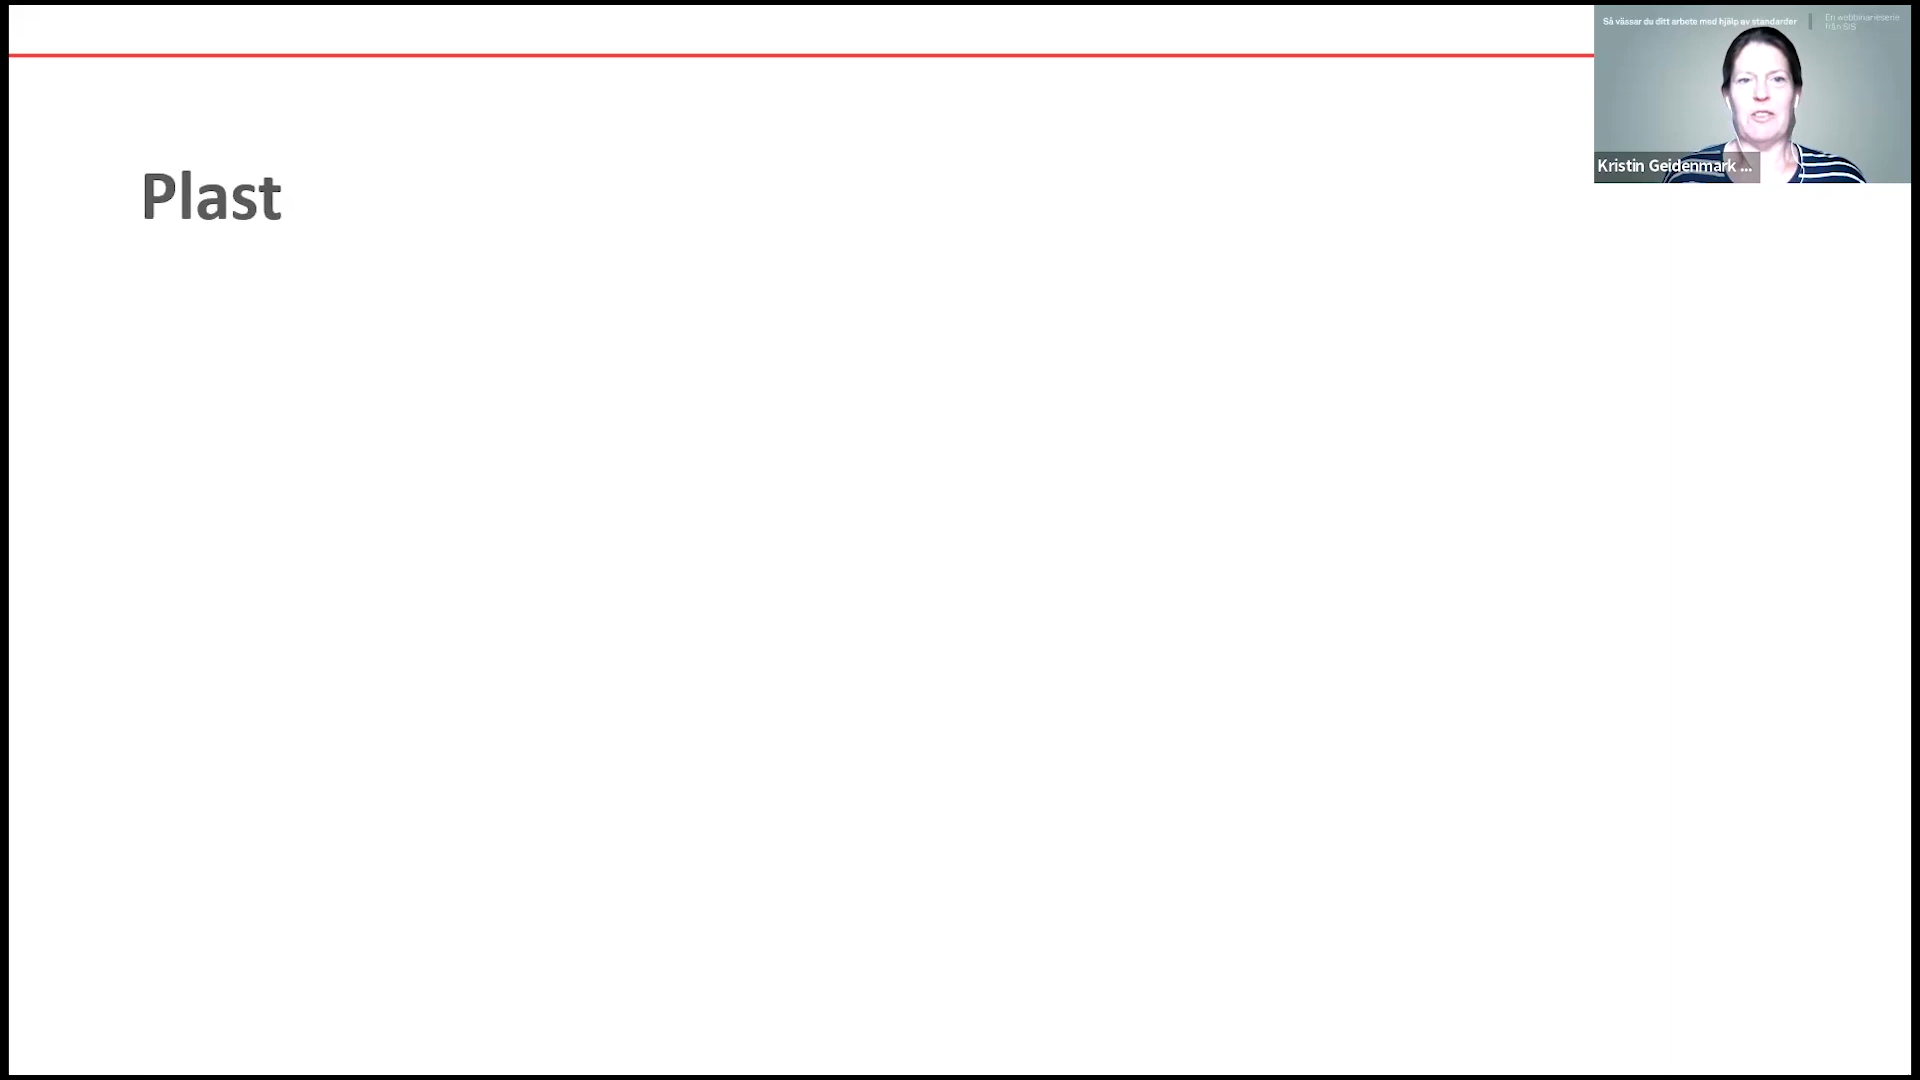 Så vässar du ditt arbete med hjälp av standarder
En webbinarieserie
från SIS
Kristin Geidenmark ...
Plast